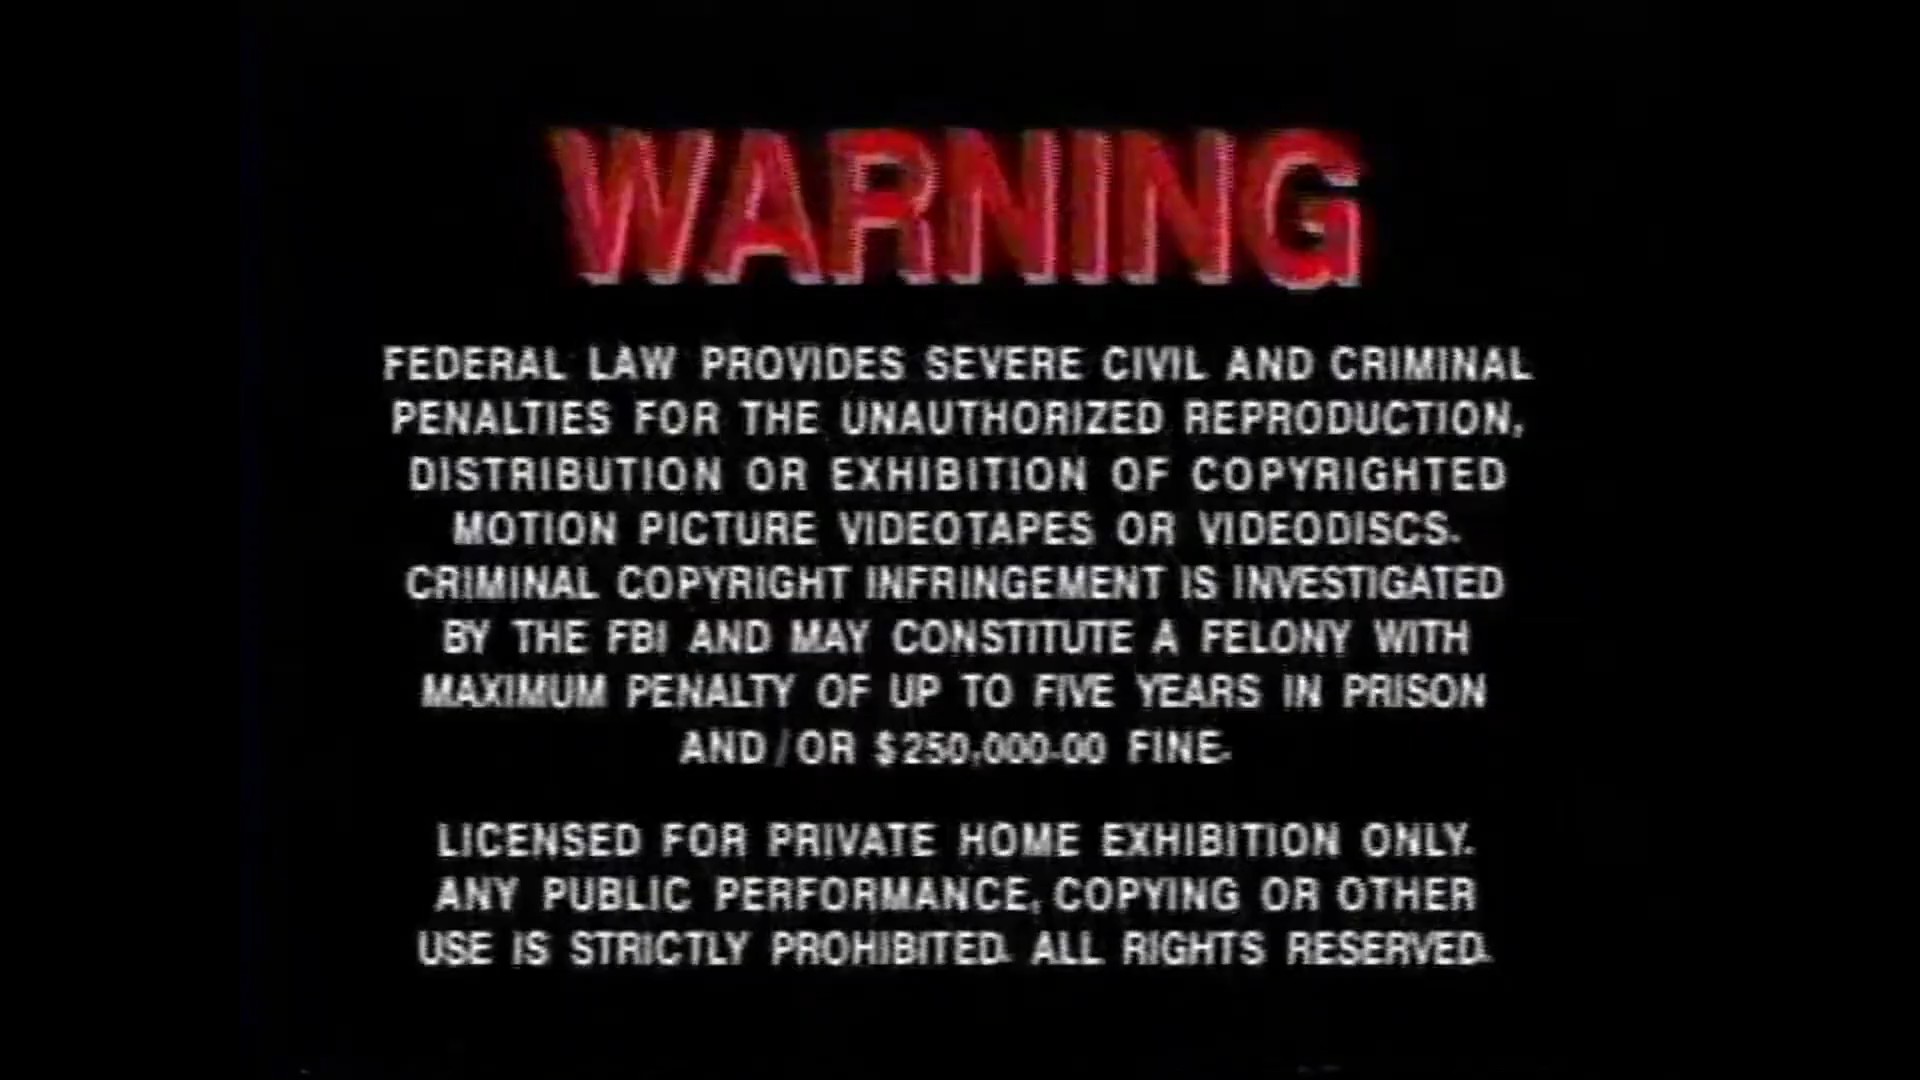 WARNING
FEDERAL LAW PROVIDES SEVERE CIVIL AND CRIMINAL
PENALTIES FOR THE UNAUTHORIZED REPRODUCTION,
DISTRIBUTION OR EXHIBITION OF COPYRIGHTED
MOTION PICTURE VIDEOTAPES OR VIDEODISCS.
CRIMINAL COPYRIGHT INFRINGEMENT IS INVESTIGATED
BY THE FBI AND MAY CONSTITUTE A FELONY WITH
MAXIMUM PENALTY OF UP TO FIVE YEARS IN PRISON
AND/OR $250,000.00 FINE.
LICENSED FOR PRIVATE HOME EXHIBITION ONLY.
ANY PUBLIC PERFORMANCE, COPYING OR OTHER
USE IS STRICTLY PROHIBITED. ALL RIGHTS RESERVED.